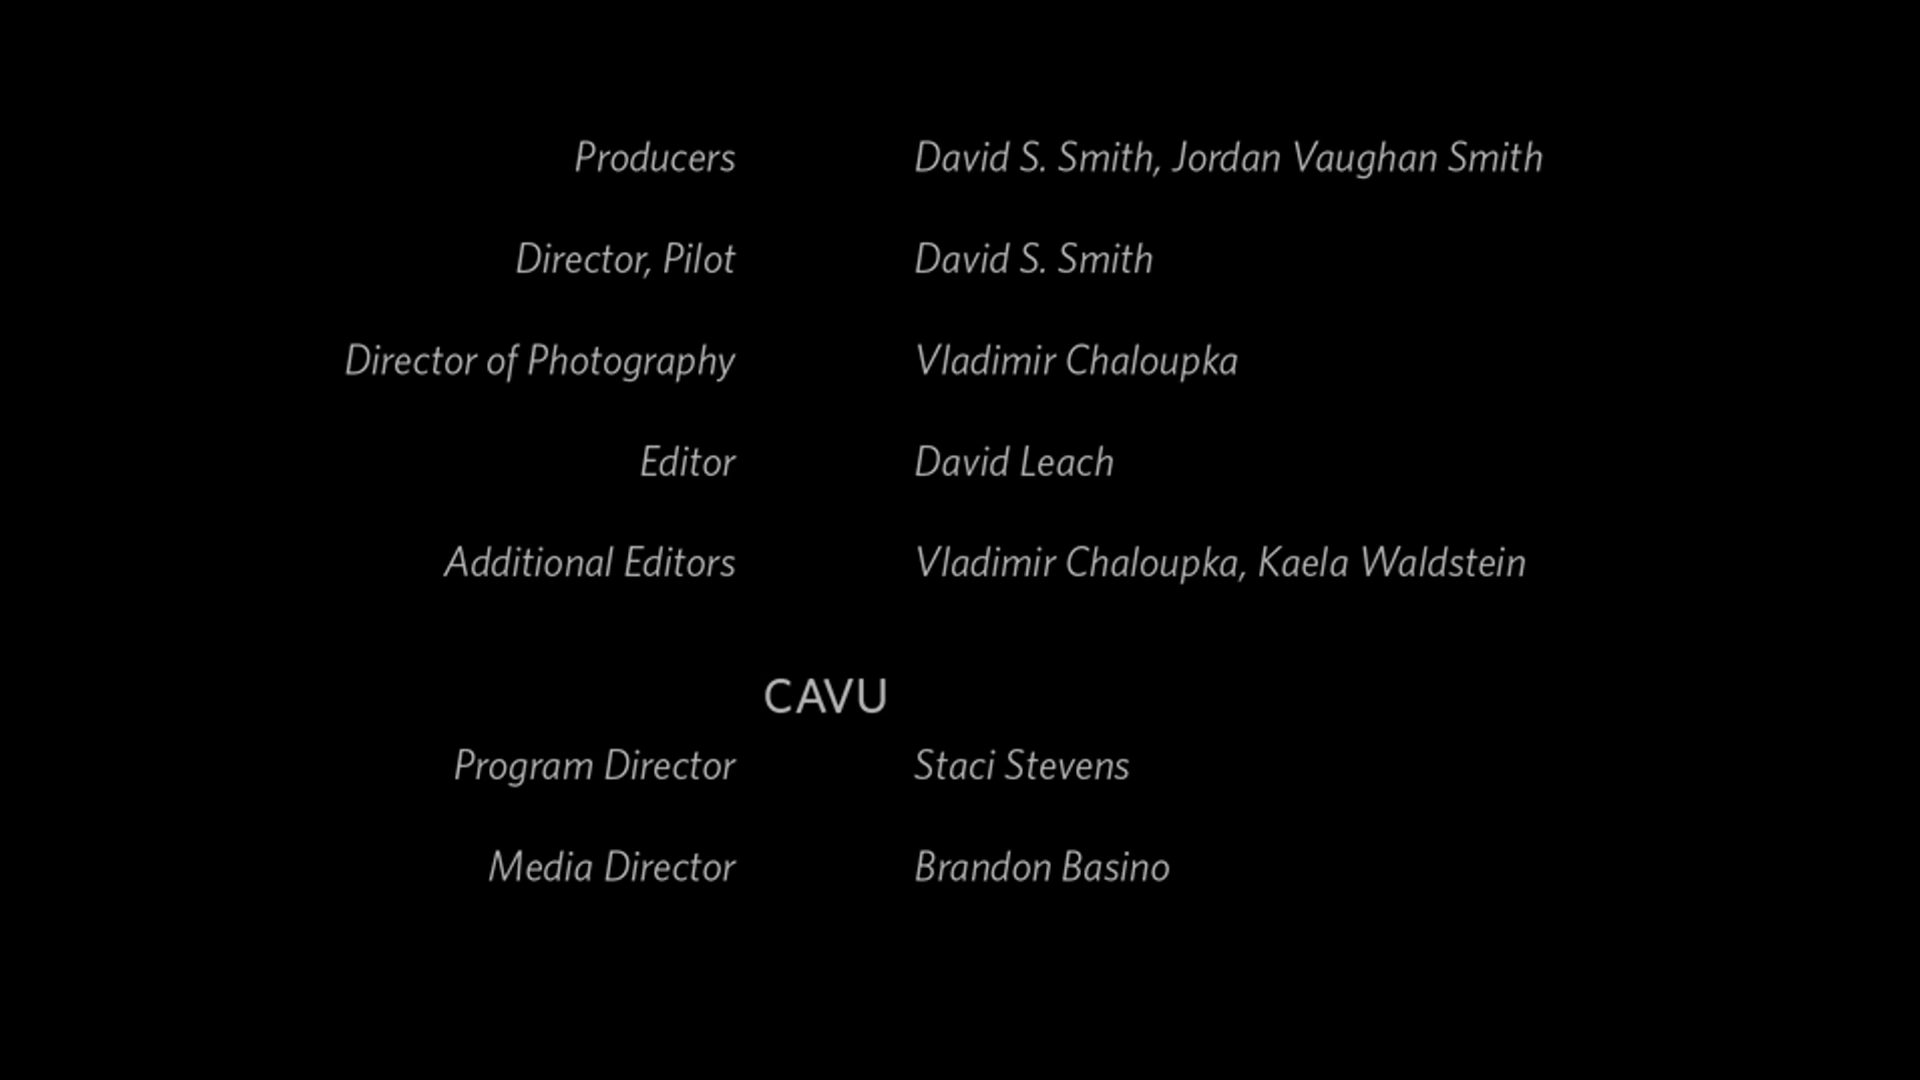 Producers David S. Smith, Jordan Vaughan Smith
Director, Pilot David S. Smith
Director of Photography Vladimir Chaloupka
Editor David Leach
Additional Editors Vladimir Chaloupka, Kaela Waldstein
CAVU
Program Director Staci Stevens
Media Director Brandon Basino